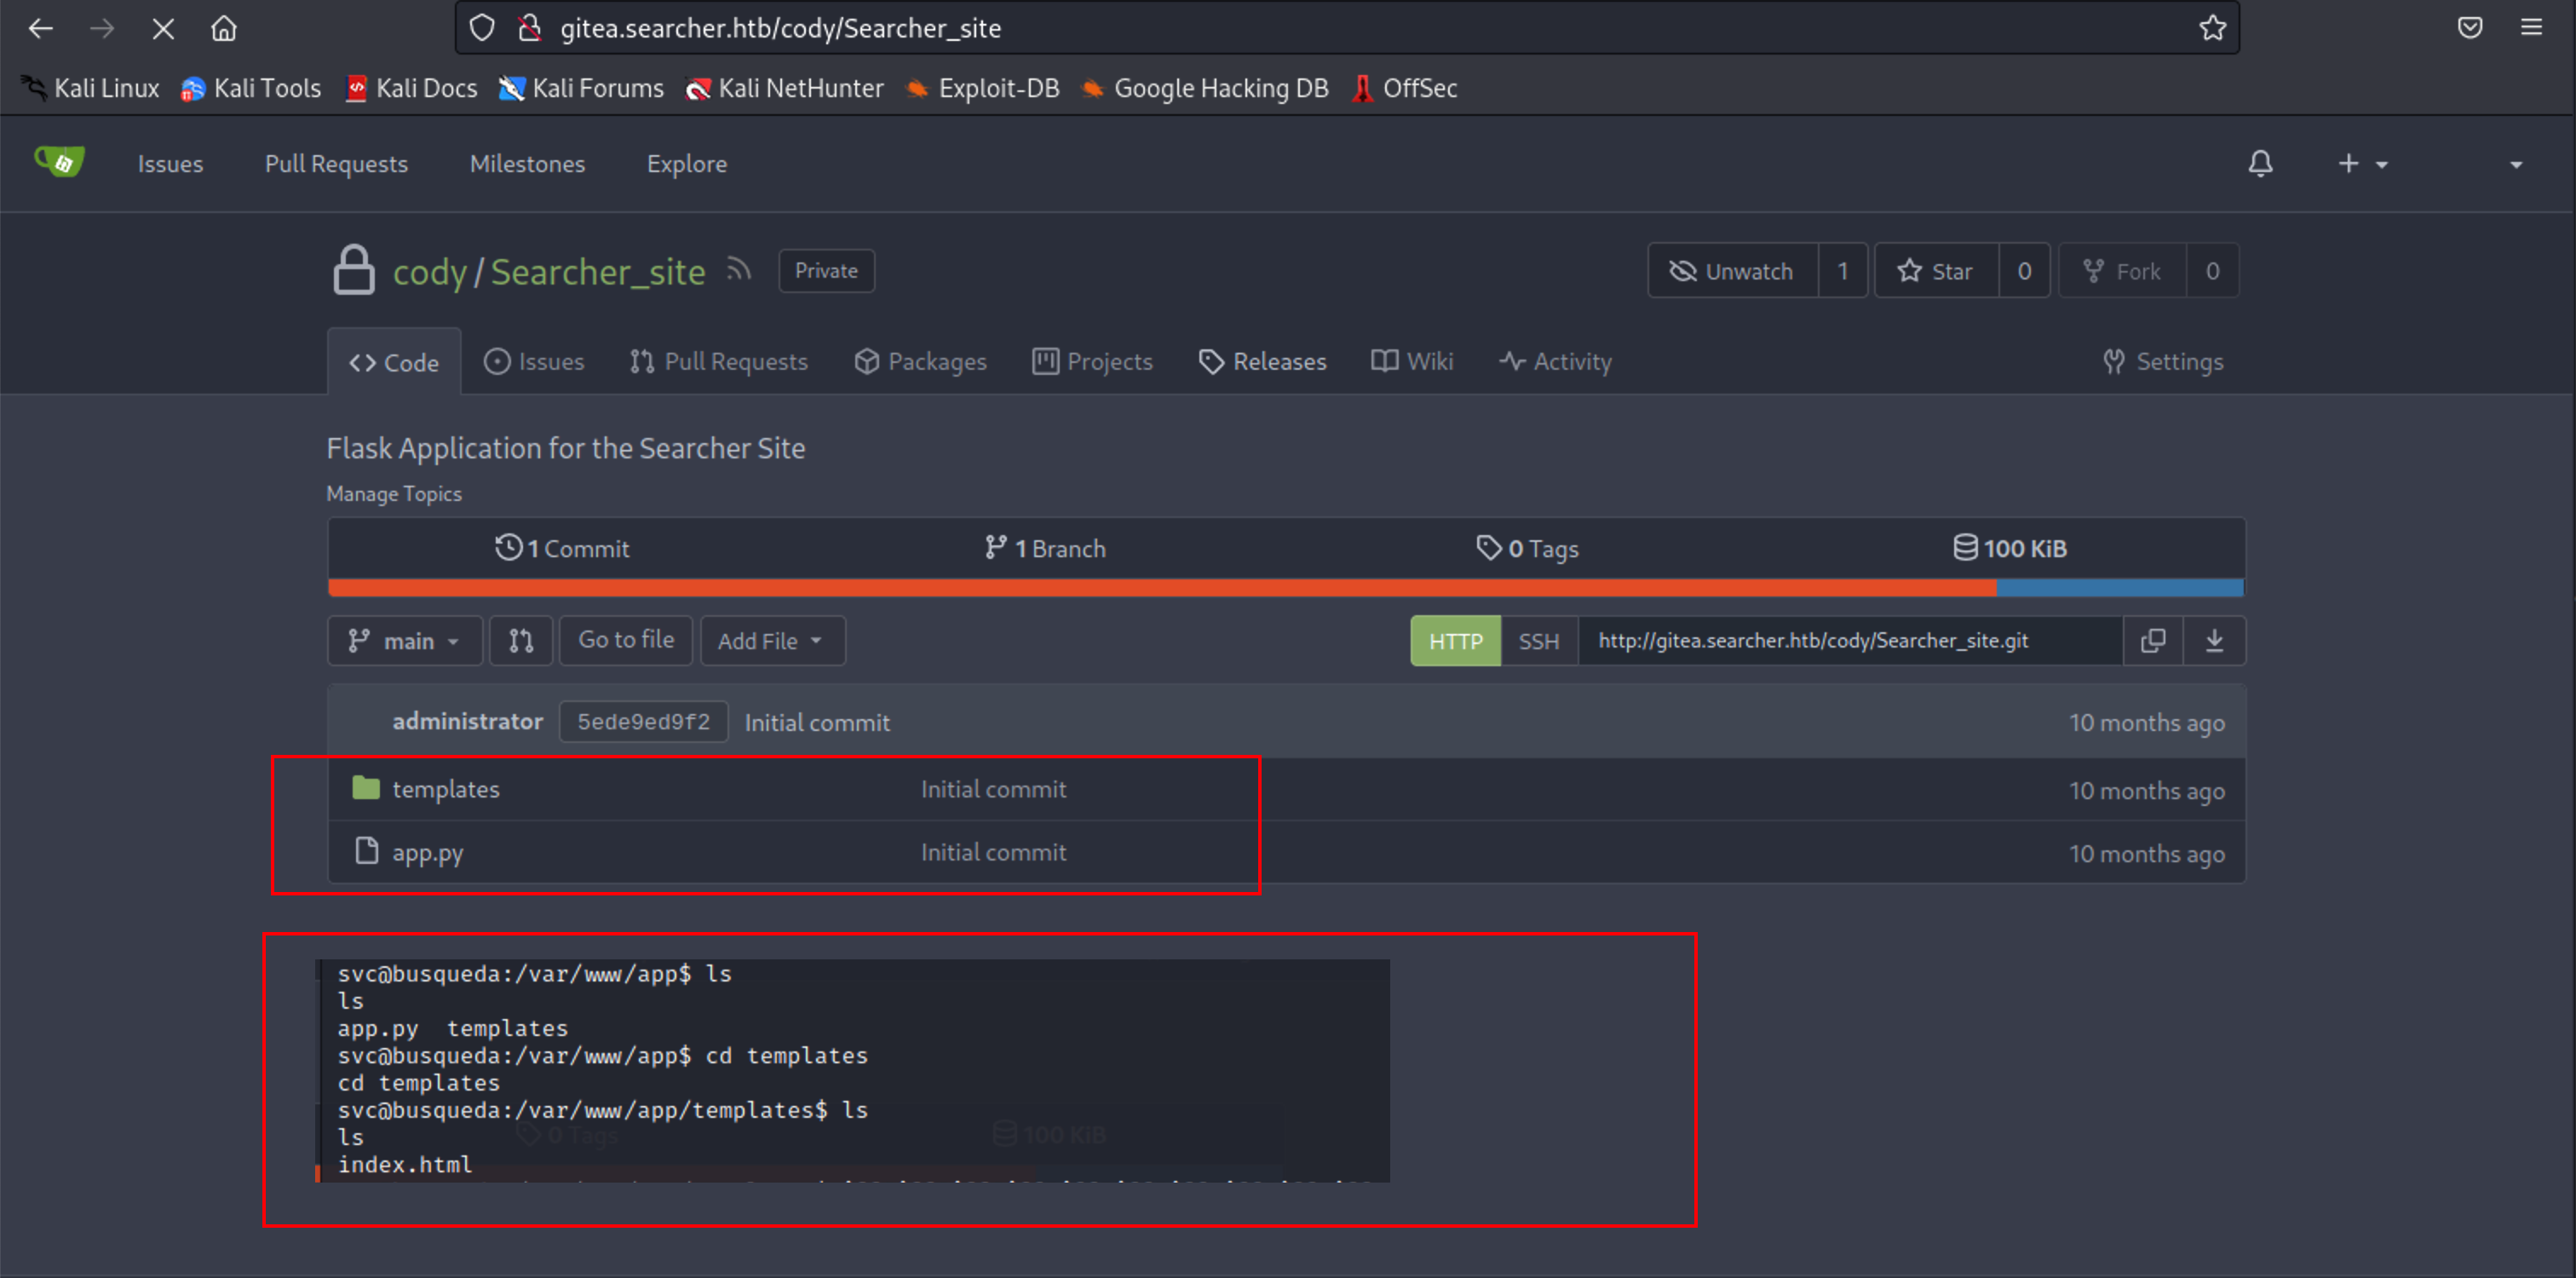 gitea.searcher.htb/cody/Searcher_site
Kali Linux Kali Tools Kali Docs Kali Forums Kali NetHunter Exploit-DB Google Hacking DB OffSec
Issues Pull Requests Milestones Explore
cody/Searcher_site Private Unwatch 1 Star 0 Fork 0
Code Issues Pull Requests Packages Projects Releases Wiki Activity Settings
Flask Application for the Searcher Site
Manage Topics
1 Commit 1 Branch 0 Tags 100 KiB
main Go to file Add File HTTP SSH http://gitea.searcher.htb/cody/Searcher_site.git
administrator 5ede9ed9f2 Initial commit 10 months ago
templates Initial commit 10 months ago
app.py Initial commit 10 months ago
svc@busqueda:/var/www/app$ ls
ls
app.py templates
svc@busqueda:/var/www/app$ cd templates
cd templates
svc@busqueda:/var/www/app/templates$ ls
ls
0 Tags 100 KiB
index.html